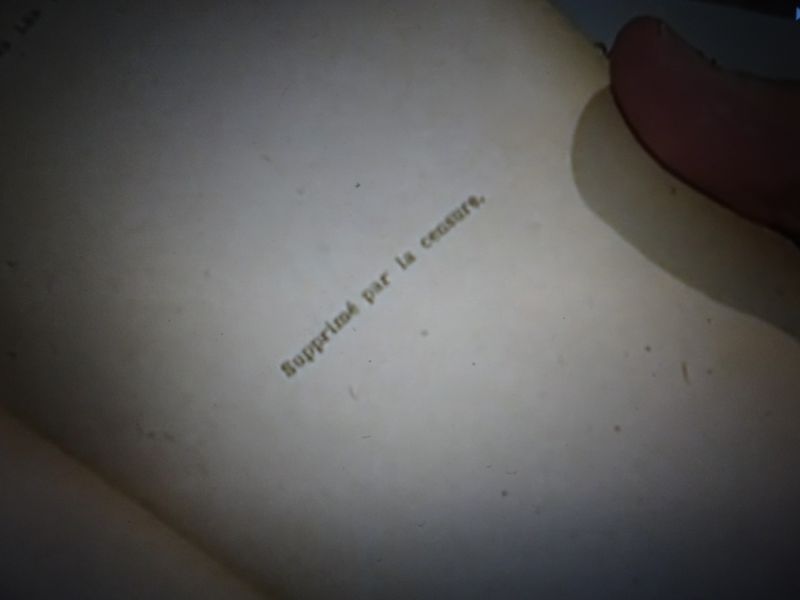 Supprimé par la censure.